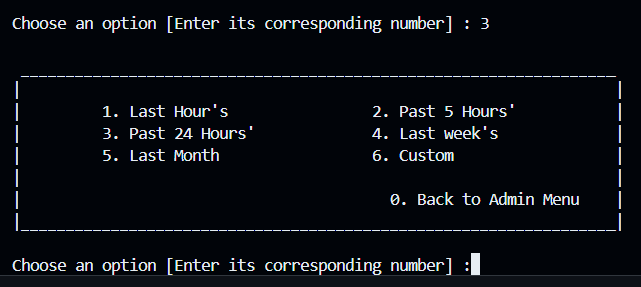 Choose an option [Enter its corresponding number] : 3
1. Last Hour's 2. Past 5 Hours'
3. Past 24 Hours' 4. Last week's
5. Last Month 6. Custom
0. Back to Admin Menu
Choose an option [Enter its corresponding number] :